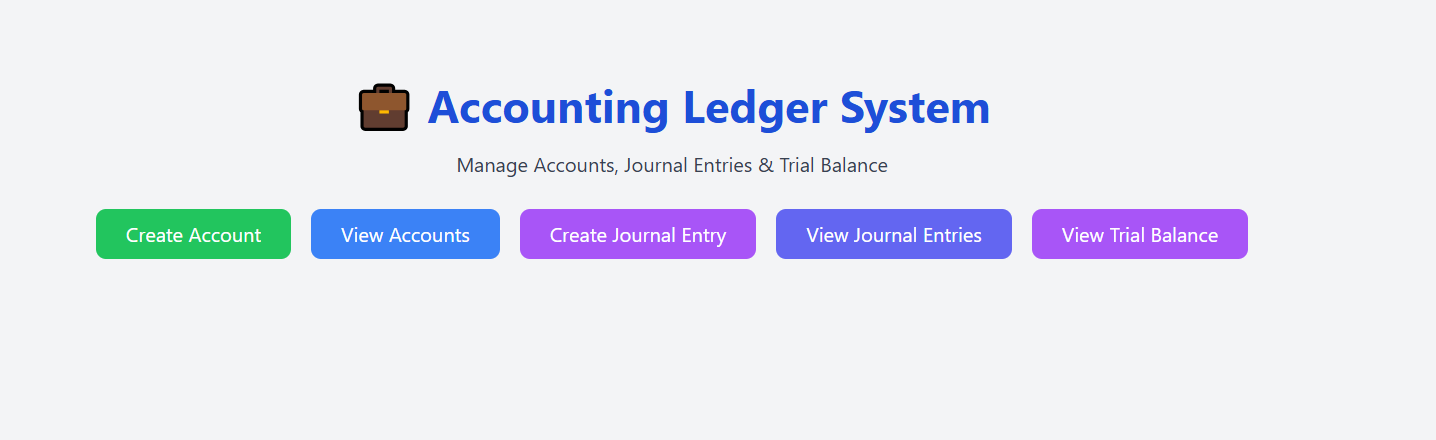 Accounting Ledger System
Manage Accounts, Journal Entries & Trial Balance
Create Account
View Accounts
Create Journal Entry
View Journal Entries
View Trial Balance